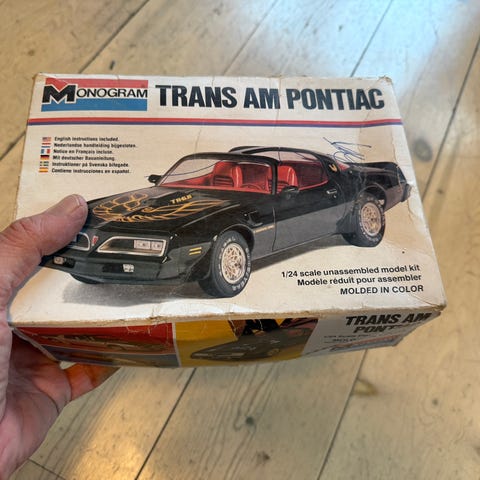 MONOGRAM
TRANS AM PONTIAC
English instructions included.
Nederlandse handleiding bijgesloten.
Notice en Français incluse.
Mit deutscher Bauanleitung.
Instruktioner på Svenska bifogade.
Contiene instrucciones en español.
1/24 scale unassembled model kit
Modèle réduit pour assembler
MOLDED IN COLOR
TRANS AM
PONTIAC